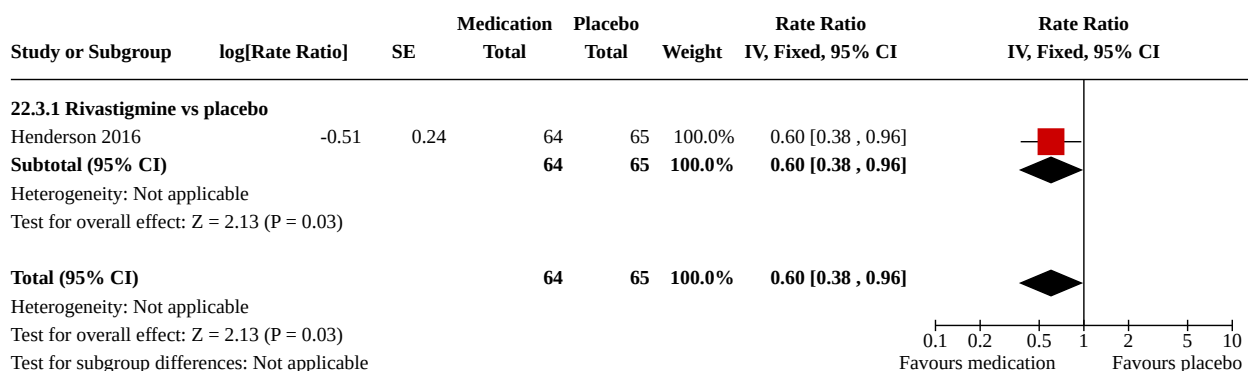 Medication Placebo Rate Ratio Rate Ratio
Study or Subgroup log[Rate Ratio] SE Total Total Weight IV, Fixed, 95% CI IV, Fixed, 95% CI
22.3.1 Rivastigmine vs placebo
Henderson 2016 -0.51 0.24 64 65 100.0% 0.60 [0.38 , 0.96]
Subtotal (95% CI) 64 65 100.0% 0.60 [0.38 , 0.96]
Heterogeneity: Not applicable
Test for overall effect: Z = 2.13 (P = 0.03)
Total (95% CI) 64 65 100.0% 0.60 [0.38 , 0.96]
Heterogeneity: Not applicable
Test for overall effect: Z = 2.13 (P = 0.03)
0.1 0.2 0.5 1 2 5 10
Test for subgroup differences: Not applicable Favours medication Favours placebo